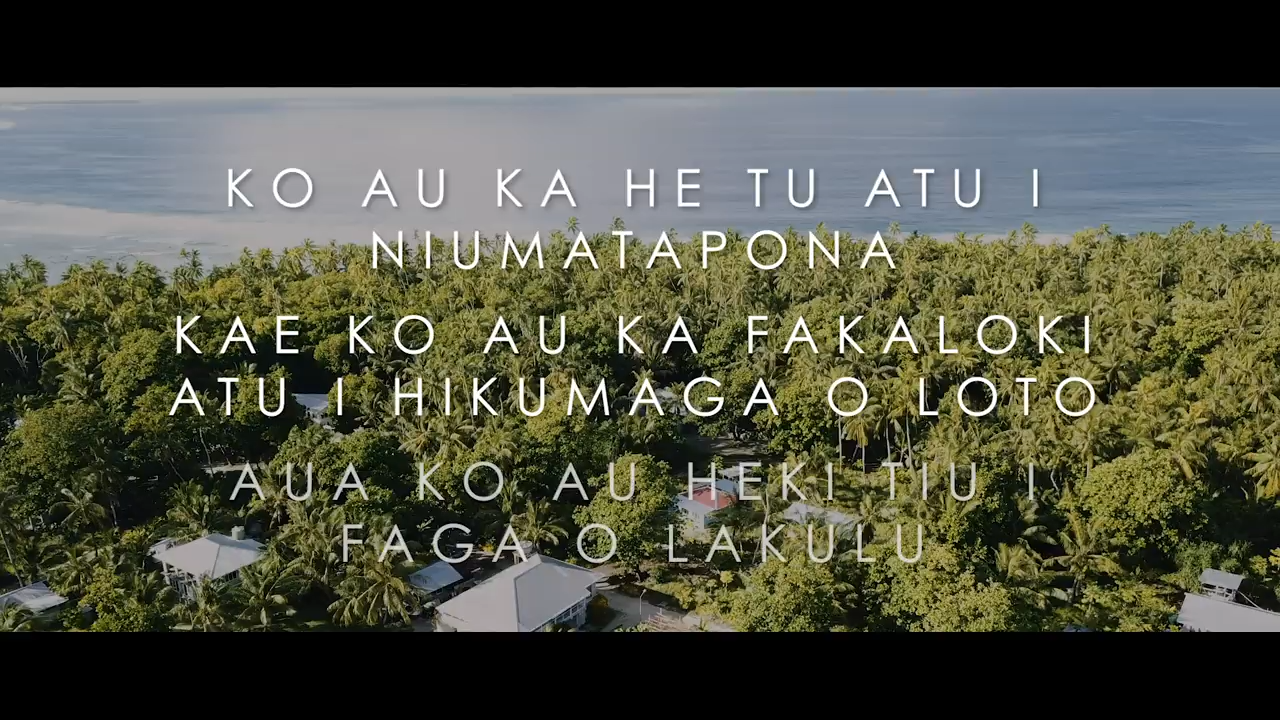 KO AU KA HE TU ATU I
NIUMATAPONA
KAE KO AU KA FAKALOKI
ATU I HIKUMAGA O LOTO
AUA KO AU HEKI TIU I
FAGA O LAKULU